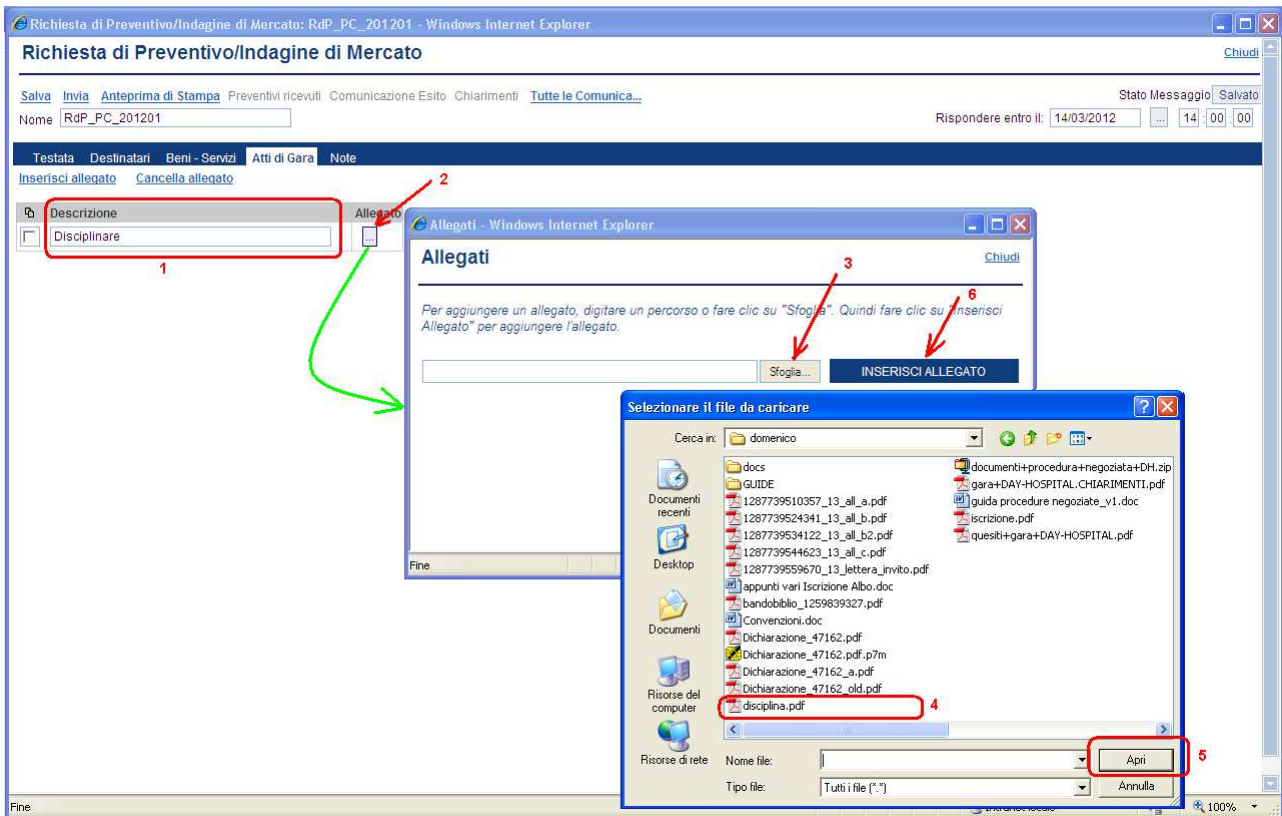 Richiesta di Preventivo/Indagine di Mercato: RdP_PC_201201 - Windows Internet Explorer
Richiesta di Preventivo/Indagine di Mercato
Chiudi
Salva Invia Anteprima di Stampa Preventivi ricevuti Comunicazione Esito Chiarimenti Tutte le Comunica...
Stato Messaggio Salvato
Nome RdP_PC_201201
Rispondere entro il: 14/03/2012 ... 14 : 00 : 00
Testata Destinatari Beni - Servizi Atti di Gara Note
Inserisci allegato Cancella allegato
2
Descrizione Allegato
Disciplinare ...
1
Allegati - Windows Internet Explorer
Allegati
Chiudi
3
6
Per aggiungere un allegato, digitare un percorso o fare clic su "Sfoglia". Quindi fare clic su "Inserisci
Allegato" per aggiungere l'allegato.
Sfoglia... INSERISCI ALLEGATO
Fine
Selezionare il file da caricare
Cerca in: domenico
Documenti recenti
Desktop
Documenti
Risorse del computer
Risorse di rete
docs
GUIDE
1287739510357_13_all_a.pdf
1287739524341_13_all_b.pdf
1287739534122_13_all_b2.pdf
1287739544623_13_all_c.pdf
1287739559670_13_lettera_invito.pdf
appunti vari Iscrizione Albo.doc
bandobiblio_1259839327.pdf
Convenzioni.doc
Dichiarazione_47162.pdf
Dichiarazione_47162.pdf.p7m
Dichiarazione_47162_a.pdf
Dichiarazione_47162_old.pdf
disciplina.pdf
4
documenti+procedura+negoziata+DH.zip
gara+DAY-HOSPITAL.CHIARIMENTI.pdf
guida procedure negoziate_v1.doc
iscrizione.pdf
quesiti+gara+DAY-HOSPITAL.pdf
Nome file:
Apri
5
Tipo file: Tutti i file (*.*)
Annulla
Fine
100%